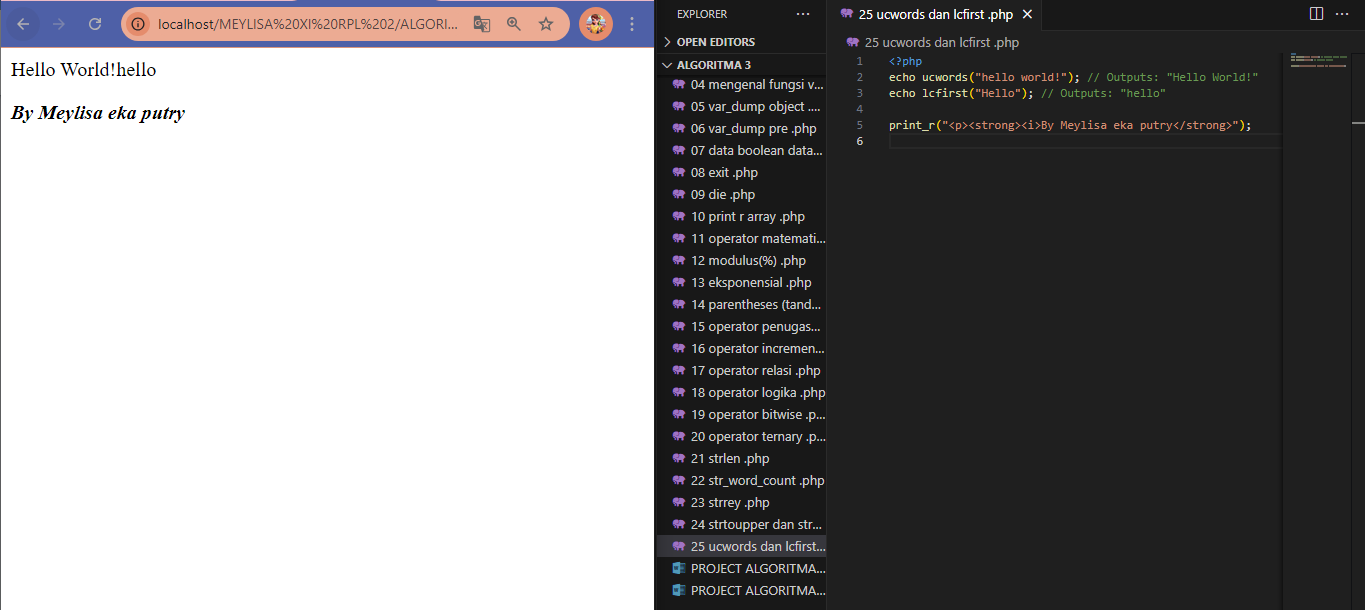 localhost/MEYLISA%20XI%20RPL%202/ALGORI...
Hello World!hello
By Meylisa eka putry
EXPLORER
OPEN EDITORS
ALGORITMA 3
04 mengenal fungsi v...
05 var_dump object ....
06 var_dump pre .php
07 data boolean data...
08 exit .php
09 die .php
10 print r array .php
11 operator matemati...
12 modulus(%) .php
13 eksponensial .php
14 parentheses (tand...
15 operator penugas...
16 operator incremen...
17 operator relasi .php
18 operator logika .php
19 operator bitwise .p...
20 operator ternary .p...
21 strlen .php
22 str_word_count .php
23 strrey .php
24 strtoupper dan str...
25 ucwords dan lcfirst...
PROJECT ALGORITMA...
PROJECT ALGORITMA...
25 ucwords dan lcfirst .php
25 ucwords dan lcfirst .php
1 <?php
2 echo ucwords("hello world!"); // Outputs: "Hello World!"
3 echo lcfirst("Hello"); // Outputs: "hello"
4
5 print_r("<p><strong><i>By Meylisa eka putry</strong>");
6